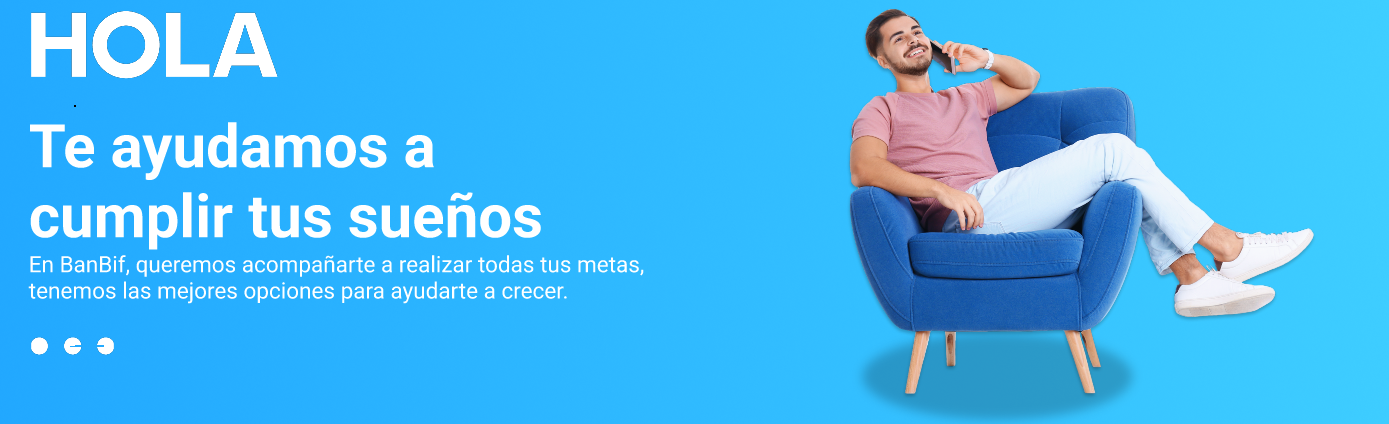 HOLA
Te ayudamos a
cumplir tus sueños
En BanBif, queremos acompañarte a realizar todas tus metas,
tenemos las mejores opciones para ayudarte a crecer.